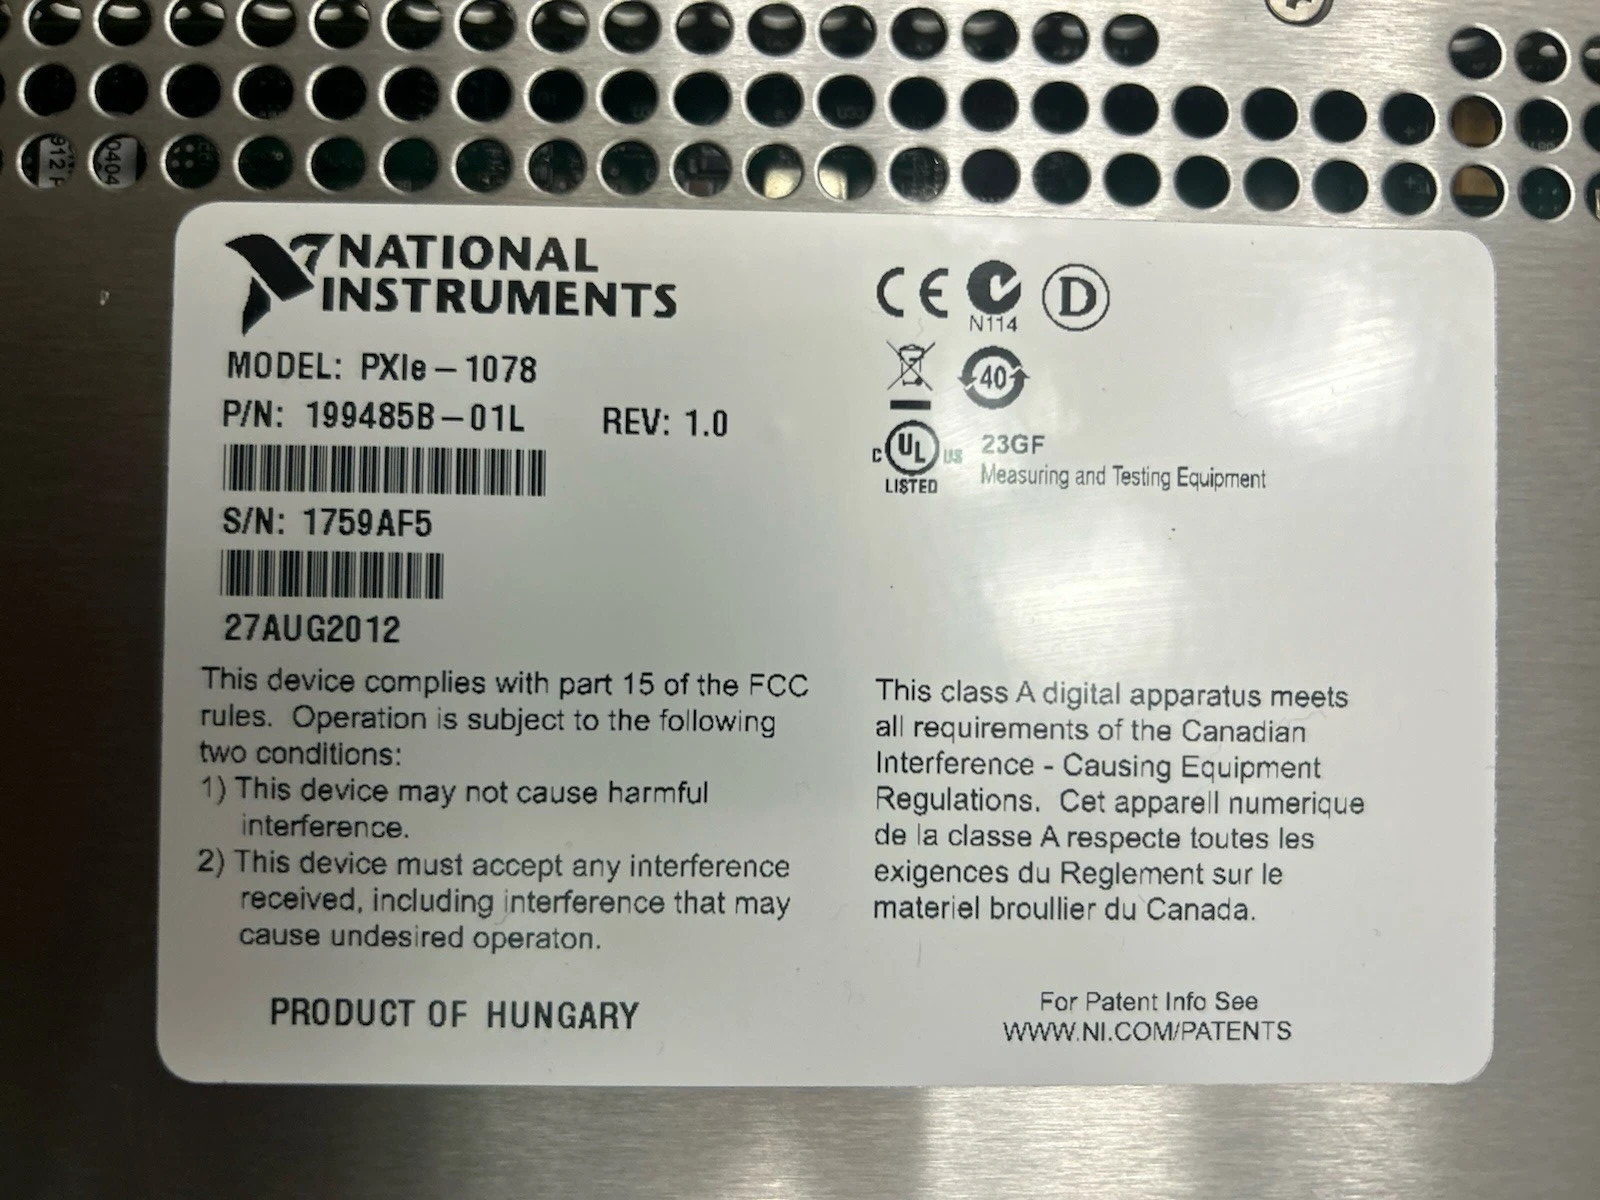 912 F
0404
NATIONAL
INSTRUMENTS
MODEL: PXIe-1078
P/N: 199485B-01L REV: 1.0
S/N: 1759AF5
27AUG2012
This device complies with part 15 of the FCC
rules. Operation is subject to the following
two conditions:
1) This device may not cause harmful
interference.
2) This device must accept any interference
received, including interference that may
cause undesired operaton.
PRODUCT OF HUNGARY
CE
N114
D
40
C UL US
LISTED
23GF
Measuring and Testing Equipment
This class A digital apparatus meets
all requirements of the Canadian
Interference - Causing Equipment
Regulations. Cet apparell numerique
de la classe A respecte toutes les
exigences du Reglement sur le
materiel broullier du Canada.
For Patent Info See
WWW.NI.COM/PATENTS